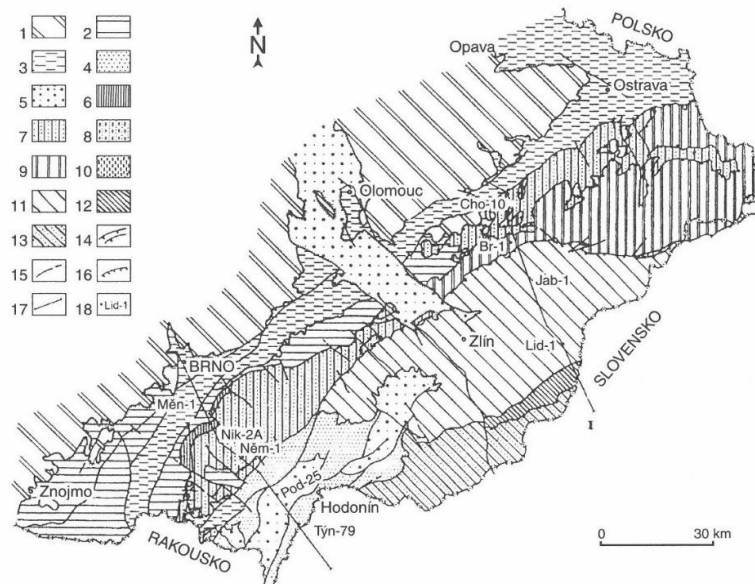 1 2
3 4
5 6
7 8
9 10
11 12
13 14
15 16
17 18 Lid-1
N
POLSKO
Opava
Ostrava
Olomouc
Cho-10
Br-1
Jab-1
Zlín
Lid-1
SLOVENSKO
BRNO
Měn-1
Nik-2A
Něm-1
Pod-25
Znojmo
Hodonín
Týn-79
RAKOUSKO
I
0 30 km